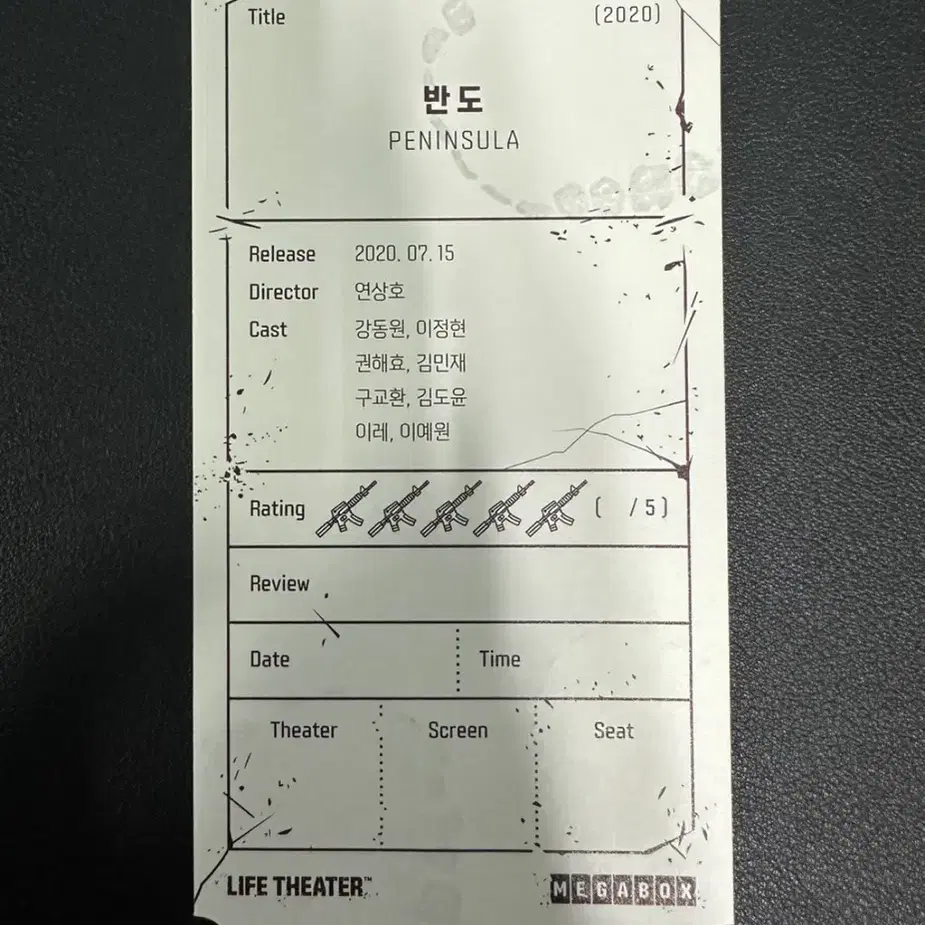 Title (2020)
반도
PENINSULA
Release 2020. 07. 15
Director 연상호
Cast 강동원, 이정현
권해효, 김민재
구교환, 김도윤
이레, 이예원
Rating ( /5)
Review
Date Time
Theater Screen Seat
LIFE THEATER™ MEGABOX